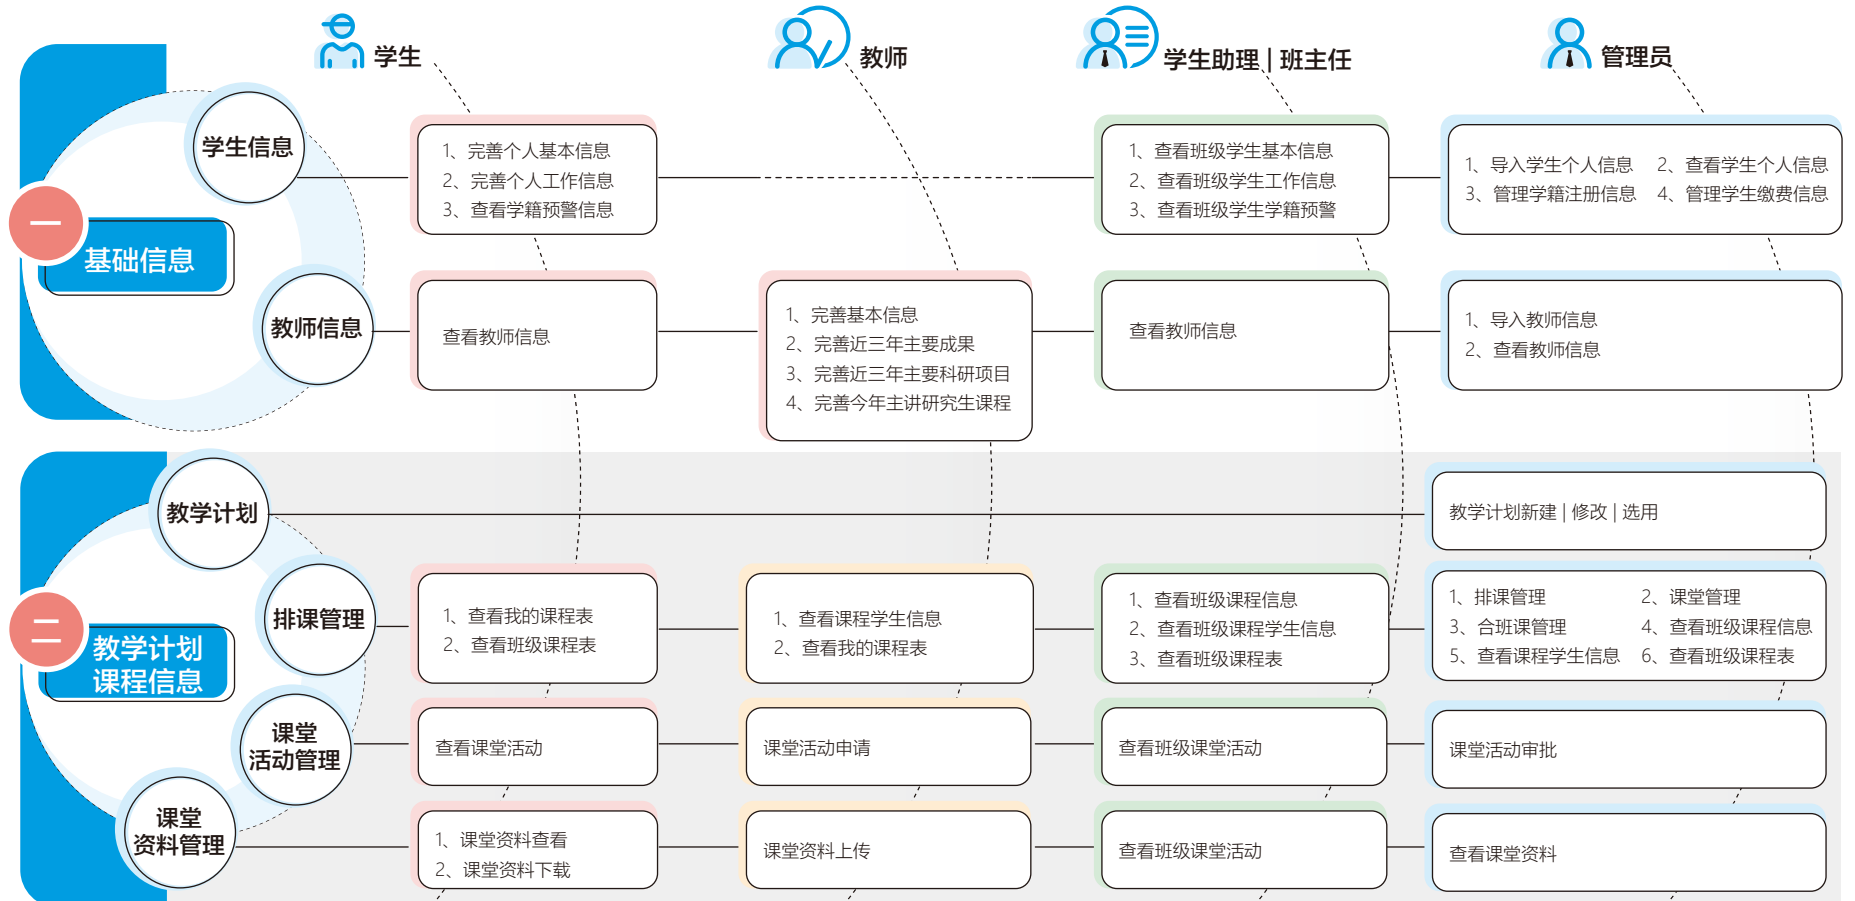 学生
教师
学生助理 | 班主任
管理员
一
基础信息
学生信息
1、完善个人基本信息
2、完善个人工作信息
3、查看学籍预警信息
1、查看班级学生基本信息
2、查看班级学生工作信息
3、查看班级学生学籍预警
1、导入学生个人信息 2、查看学生个人信息
3、管理学籍注册信息 4、管理学生缴费信息
教师信息
查看教师信息
1、完善基本信息
2、完善近三年主要成果
3、完善近三年主要科研项目
4、完善今年主讲研究生课程
查看教师信息
1、导入教师信息
2、查看教师信息
二
教学计划
课程信息
教学计划
教学计划新建 | 修改 | 选用
排课管理
1、查看我的课程表
2、查看班级课程表
1、查看课程学生信息
2、查看我的课程表
1、查看班级课程信息
2、查看班级课程学生信息
3、查看班级课程表
1、排课管理 2、课堂管理
3、合班课管理 4、查看班级课程信息
5、查看课程学生信息 6、查看班级课程表
课堂
活动管理
查看课堂活动
课堂活动申请
查看班级课堂活动
课堂活动审批
课堂
资料管理
1、课堂资料查看
2、课堂资料下载
课堂资料上传
查看班级课堂活动
查看课堂资料